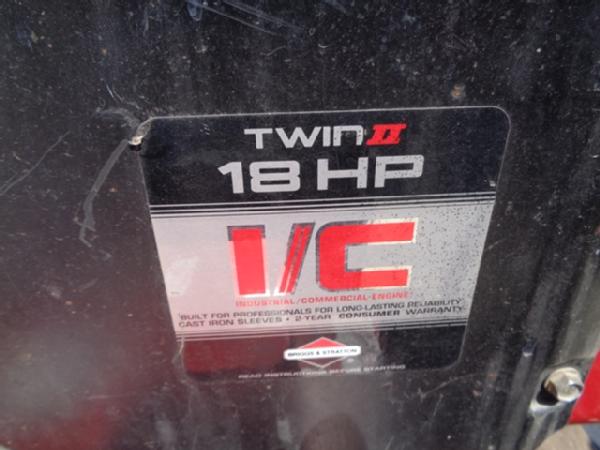 TWIN II
18 HP
I/C
INDUSTRIAL/COMMERCIAL-ENGINE
BUILT FOR PROFESSIONALS FOR LONG-LASTING RELIABILITY
CAST IRON SLEEVES • 2-YEAR CONSUMER WARRANTY
BRIGGS & STRATTON
READ INSTRUCTIONS BEFORE STARTING